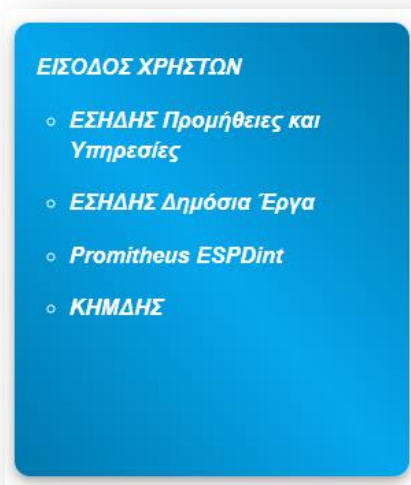 ΕΙΣΟΔΟΣ ΧΡΗΣΤΩΝ
ΕΣΗΔΗΣ Προμήθειες και
Υπηρεσίες
ΕΣΗΔΗΣ Δημόσια Έργα
Promitheus ESPDint
ΚΗΜΔΗΣ